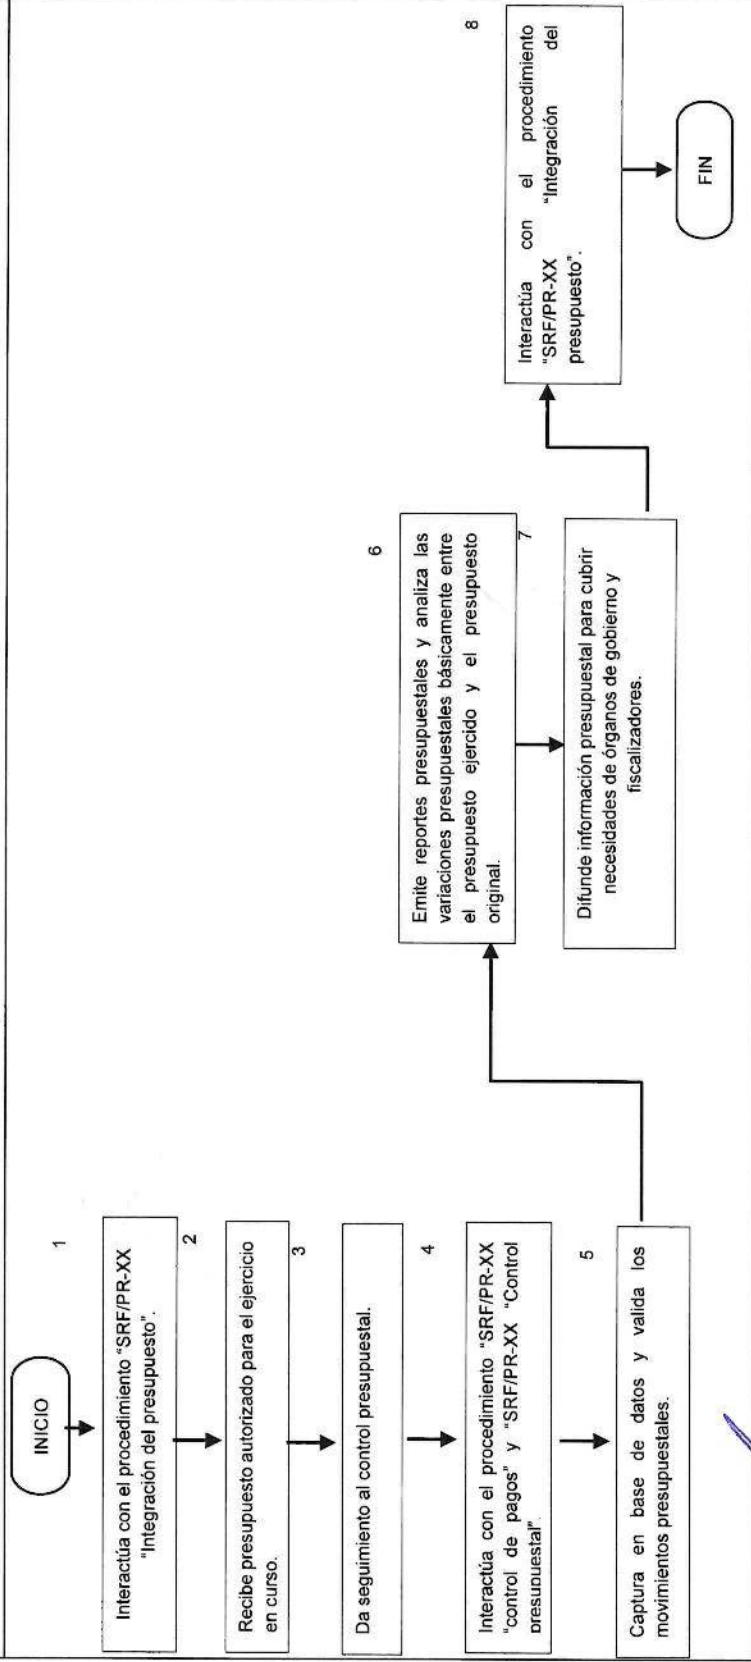 INICIO
1
Interactúa con el procedimiento “SRF/PR-XX
“Integración del presupuesto”.
2
Recibe presupuesto autorizado para el ejercicio
en curso.
3
Da seguimiento al control presupuestal.
4
Interactúa con el procedimiento “SRF/PR-XX
“control de pagos” y “SRF/PR-XX “Control
presupuestal”.
5
Captura en base de datos y valida los
movimientos presupuestales.
6
Emite reportes presupuestales y analiza las
variaciones presupuestales básicamente entre
el presupuesto ejercido y el presupuesto
original.
7
Difunde información presupuestal para cubrir
necesidades de órganos de gobierno y
fiscalizadores.
8
Interactúa con el procedimiento
“SRF/PR-XX “Integración del
presupuesto”.
FIN